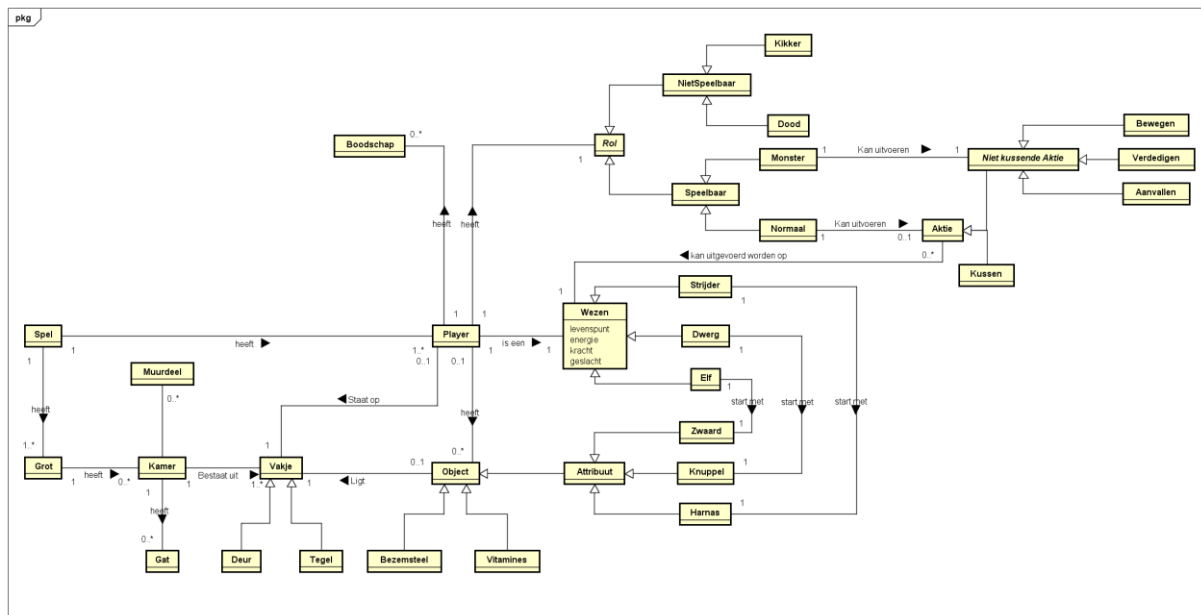 pkg
Kikker
NietSpeelbaar
Dood
Boodschap
0..*
Rol
1
Bewegen
Monster
1
Kan uitvoeren
1
Niet kussende Aktie
Verdedigen
Speelbaar
Aanvallen
heeft
heeft
Normaal
1
Kan uitvoeren
0..1
Aktie
kan uitgevoerd worden op
0..*
Kussen
Strijder
1
1
Wezen
levenspunt
energie
kracht
geslacht
Spel
1
1
heeft
1
1
Player
1..*
0..1
0..1
1
is een
1
Dwerg
1
Muurdeel
0..*
Elf
1
heeft
Staat op
heeft
start met
start met
start met
Zwaard
1
1..*
1
0..*
Grot
1
heeft
0..*
Kamer
1
1
Bestaat uit
1..*
Vakje
1
Ligt
0..1
Object
Attribuut
Knuppel
1
heeft
Harnas
1
0..*
Gat
Deur
Tegel
Bezemsteel
Vitamines